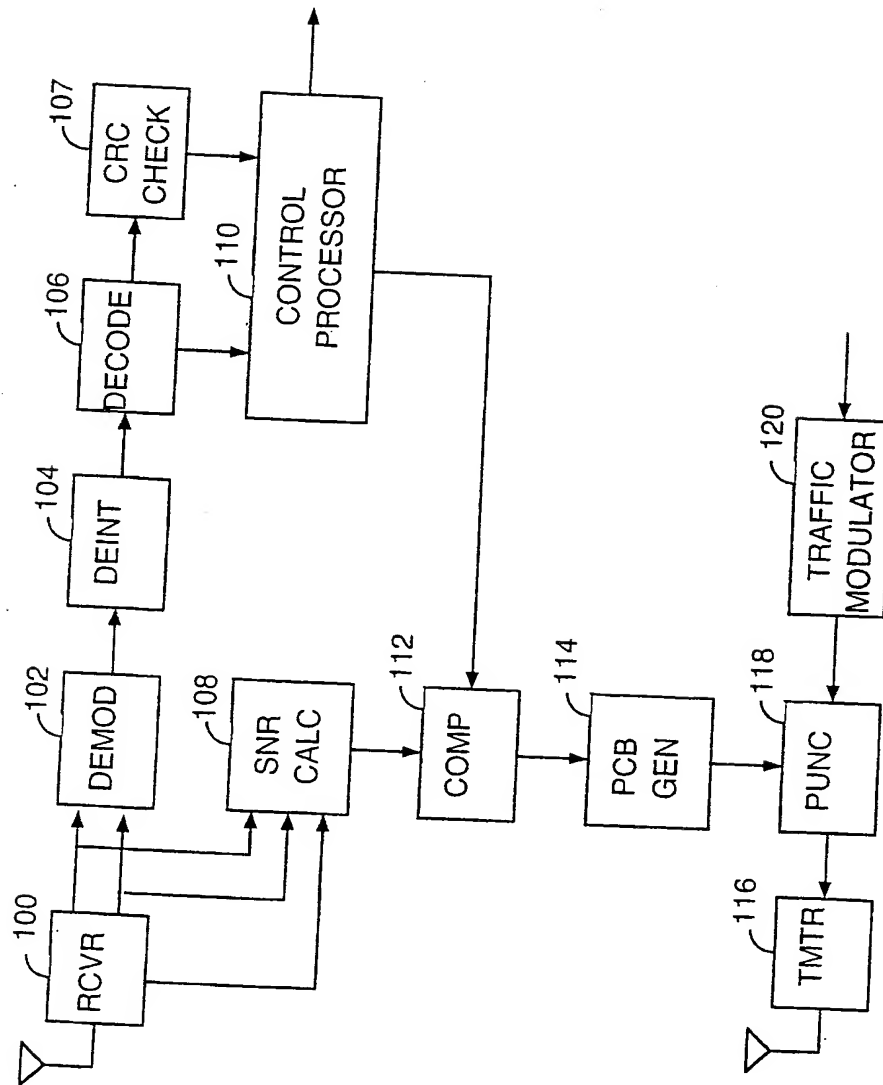 100
RCVR
102
DEMOD
104
DEINT
106
DECODE
107
CRC
CHECK
108
SNR
CALC
110
CONTROL
PROCESSOR
112
COMP
114
PCB
GEN
116
TMTR
118
PUNC
120
TRAFFIC
MODULATOR